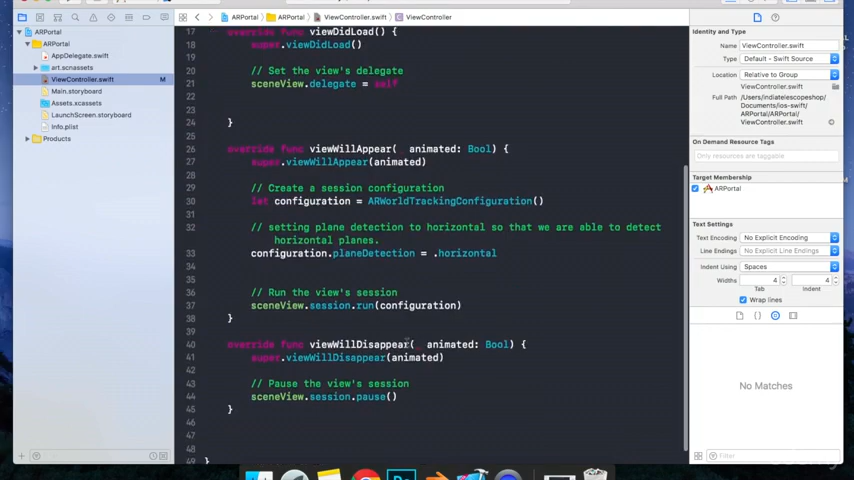 ARPortal
ARPortal
ViewController.swift
ViewController
ARPortal
ARPortal
AppDelegate.swift
art.scnassets
ViewController.swift
M
Main.storyboard
Assets.xcassets
LaunchScreen.storyboard
Info.plist
Products
17 override func viewDidLoad() {
18 super.viewDidLoad()
19
20 // Set the view's delegate
21 sceneView.delegate = self
22
23
24 }
25
26 override func viewWillAppear(_ animated: Bool) {
27 super.viewWillAppear(animated)
28
29 // Create a session configuration
30 let configuration = ARWorldTrackingConfiguration()
31
32 // setting plane detection to horizontal so that we are able to detect
horizontal planes.
33 configuration.planeDetection = .horizontal
34
35
36 // Run the view's session
37 sceneView.session.run(configuration)
38 }
39
40 override func viewWillDisappear(_ animated: Bool) {
41 super.viewWillDisappear(animated)
42
43 // Pause the view's session
44 sceneView.session.pause()
45 }
46
47
48
49 }
Identity and Type
Name ViewController.swift
Type Default - Swift Source
Location Relative to Group
ViewController.swift
Full Path /Users/indiatelescopeshop/
Documents/ios-swift/
ARPortal/ARPortal/
ViewController.swift
On Demand Resource Tags
Only resources are taggable
Target Membership
ARPortal
Text Settings
Text Encoding No Explicit Encoding
Line Endings No Explicit Line Endings
Indent Using Spaces
Widths 4 4
Tab Indent
Wrap lines
No Matches
Filter